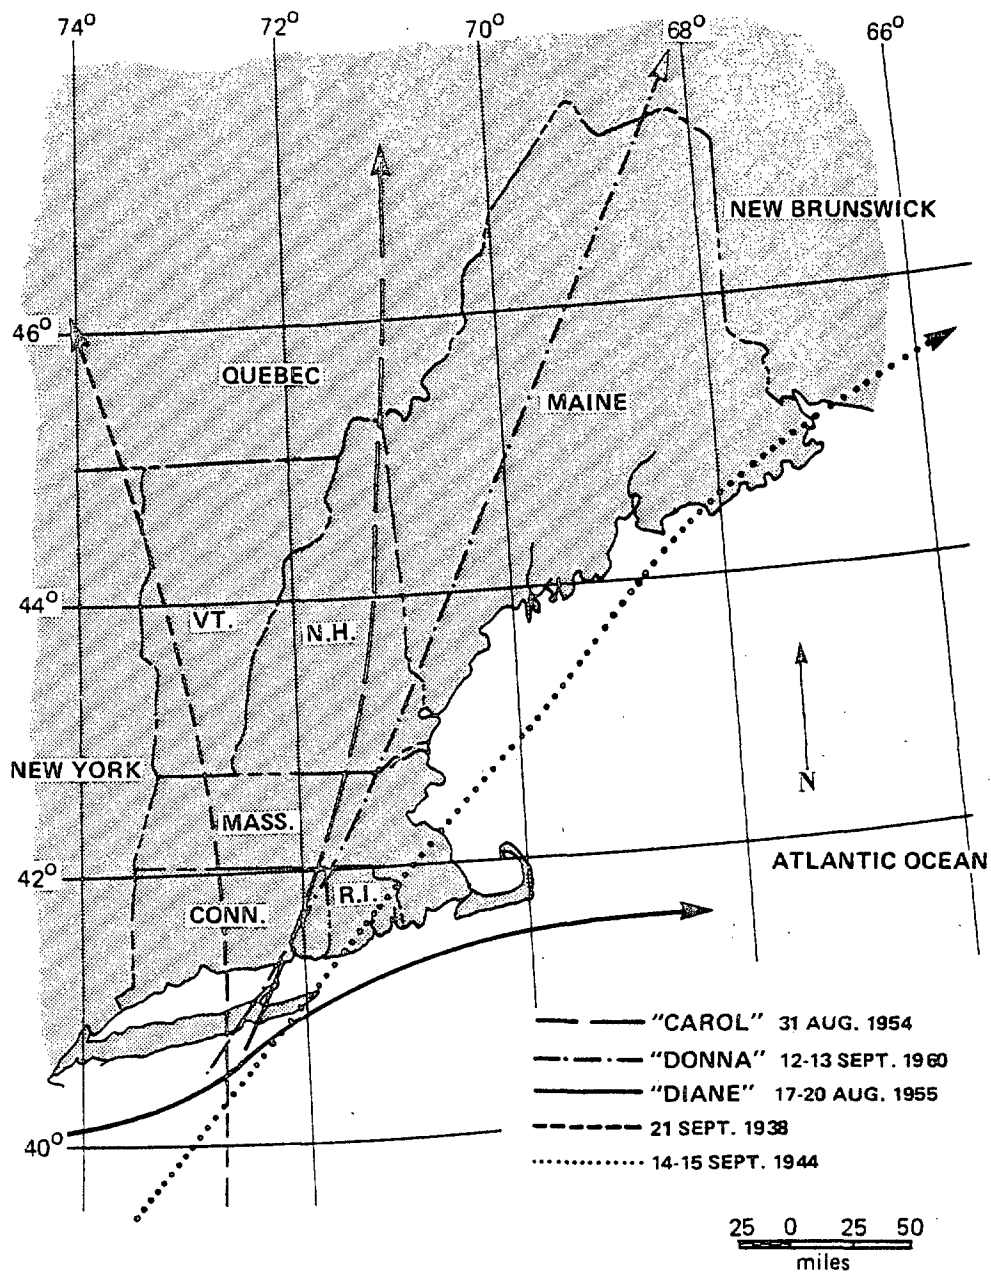 74° 72° 70° 68° 66°
NEW BRUNSWICK
46°
QUEBEC
MAINE
44°
VT.
N.H.
N
NEW YORK
MASS.
42°
ATLANTIC OCEAN
R.I.
CONN.
"CAROL" 31 AUG. 1954
"DONNA" 12-13 SEPT. 1960
"DIANE" 17-20 AUG. 1955
21 SEPT. 1938
14-15 SEPT. 1944
40°
25 0 25 50
miles